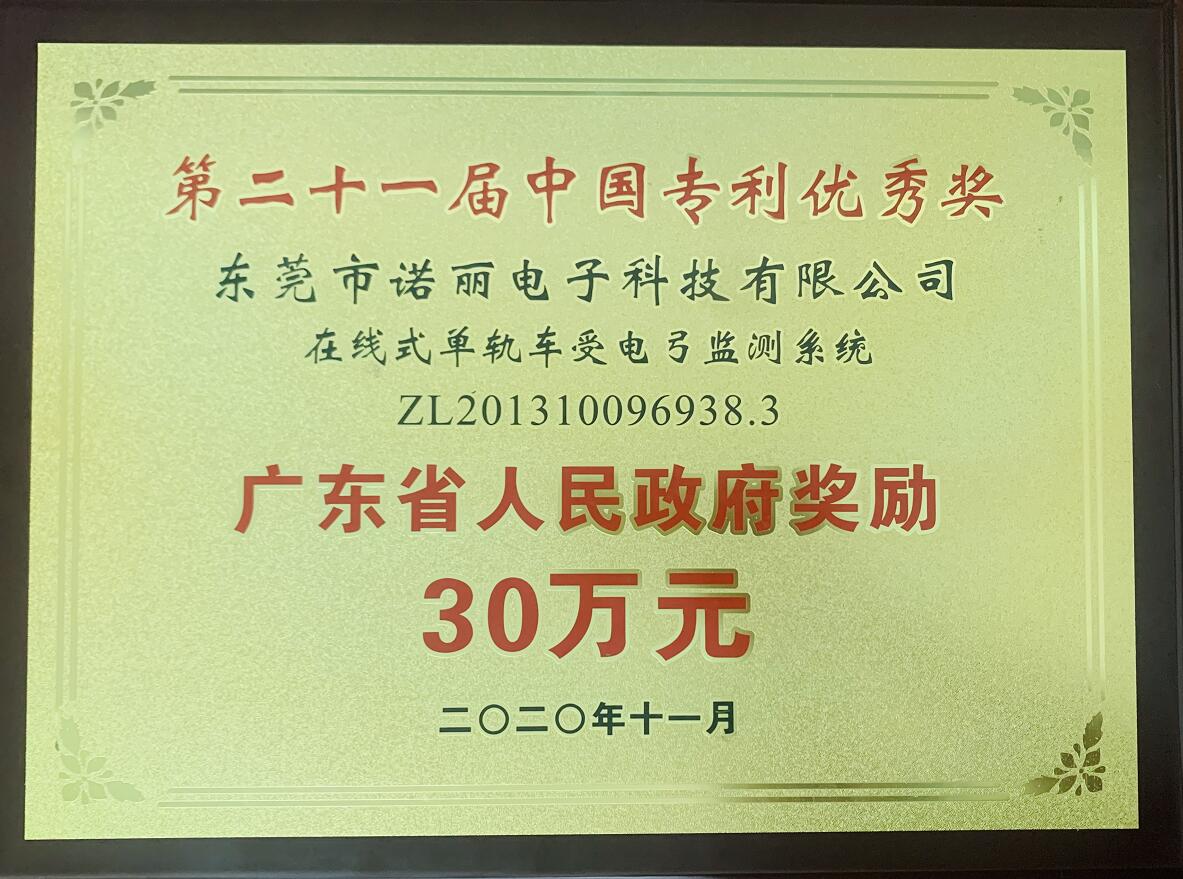 第二十一届中国专利优秀奖
东莞市诺丽电子科技有限公司
在线式单轨车受电弓监测系统
ZL201310096938.3
广东省人民政府奖励
30万元
二〇二〇年十一月